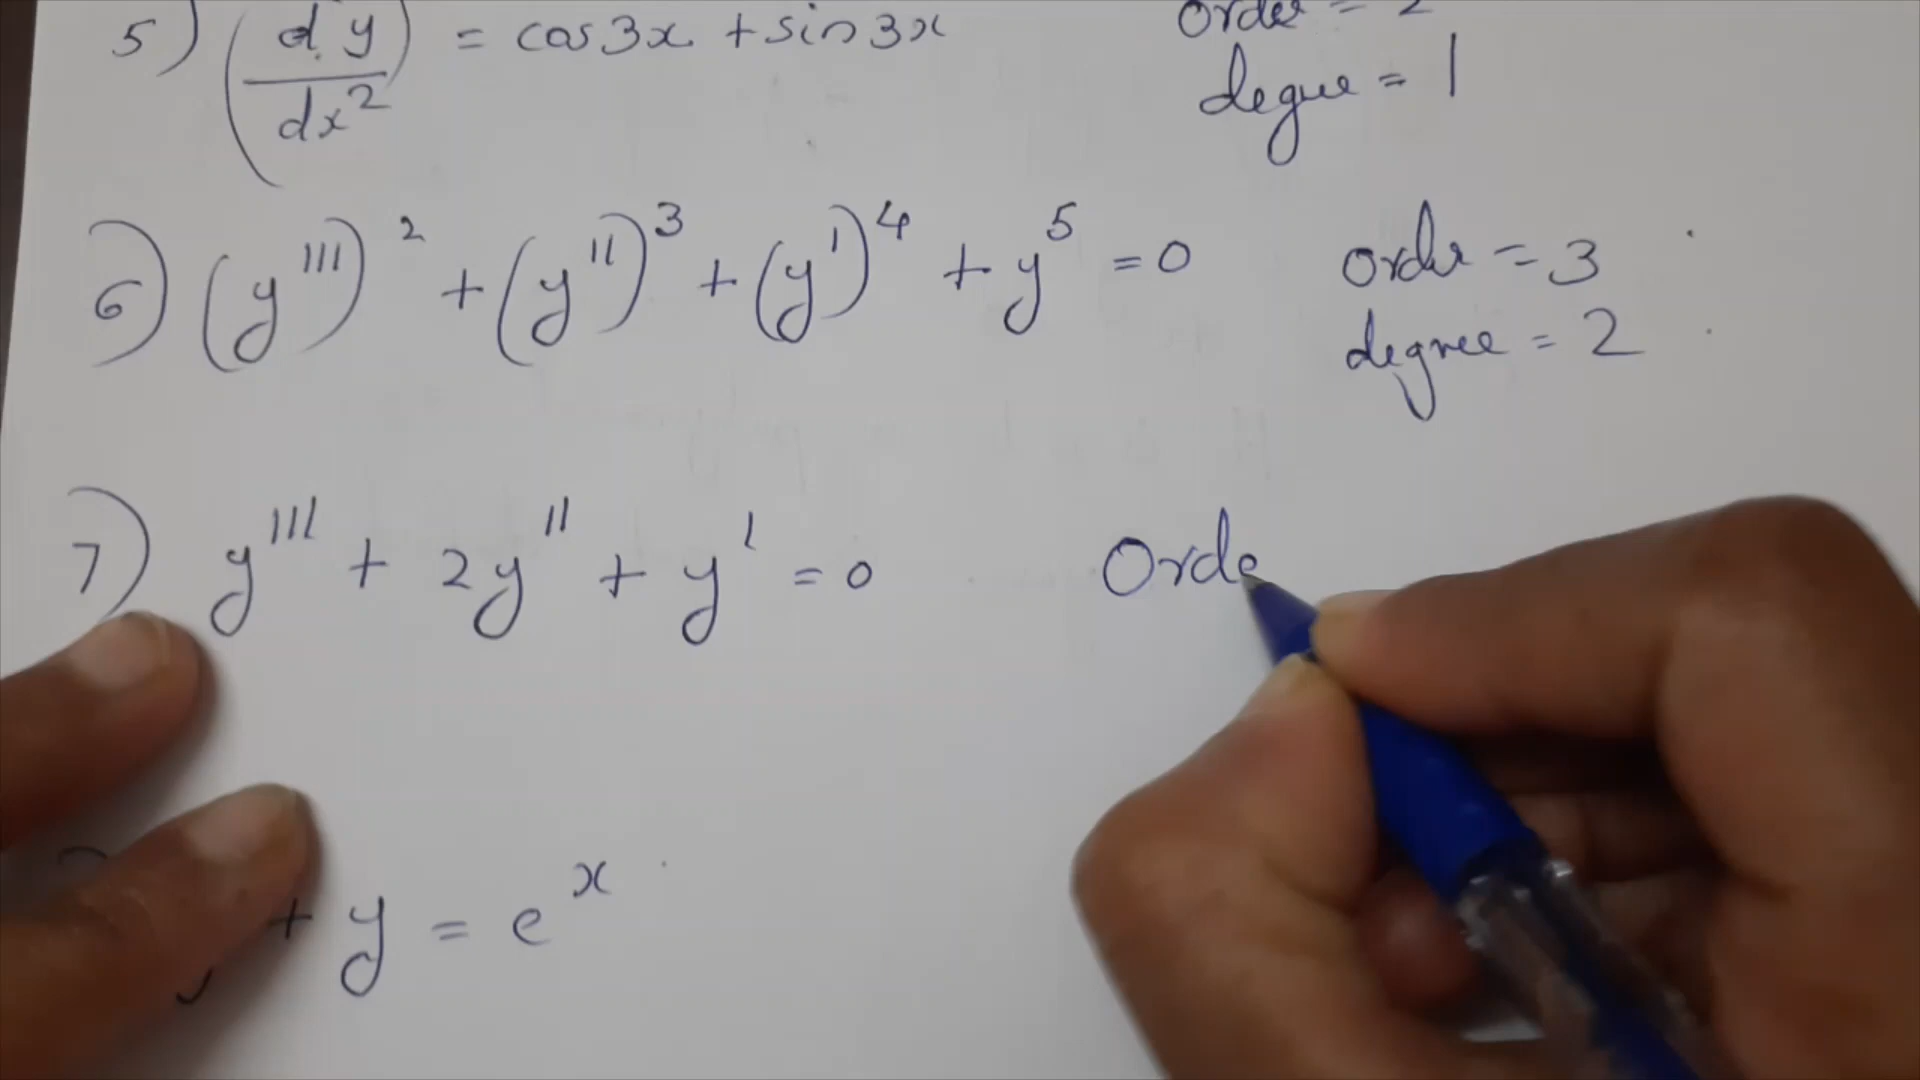 5) (d y / dx²) = cos3x + sin3x
order = 2
degree = 1
6) (y''')² + (y'')³ + (y')⁴ + y⁵ = 0
order = 3
degree = 2
7) y''' + 2y'' + y' = 0
Orde
+ y = eˣ